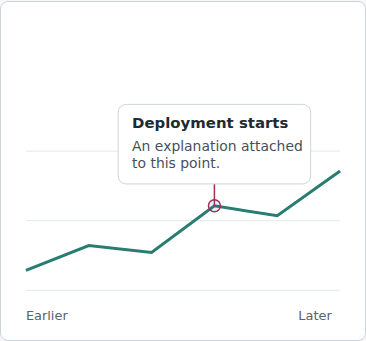 Deployment starts
An explanation attached
to this point.
Earlier Later